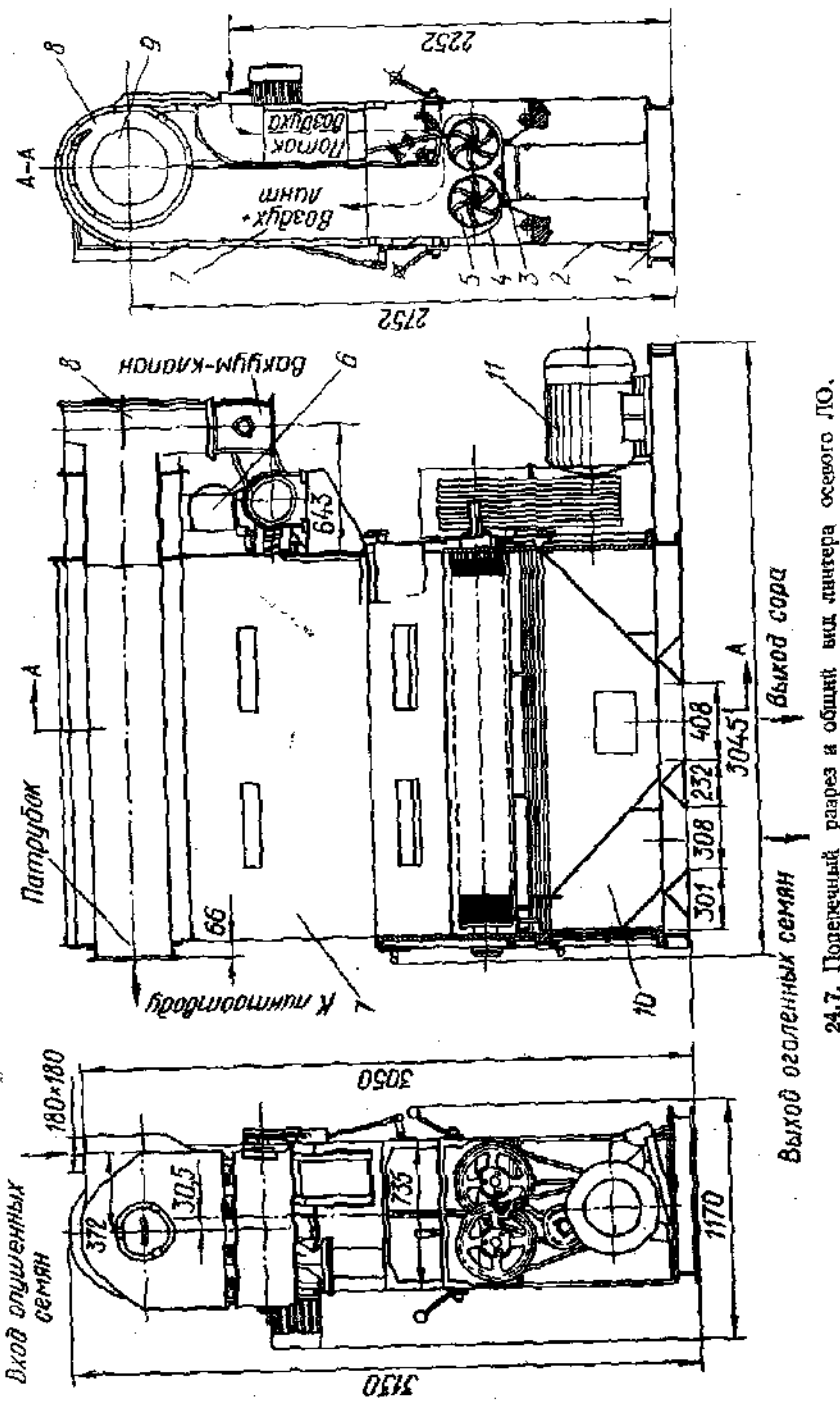 Вход опушенных
семян
180×180
372
30,5
3050
3130
735
1170
Патрубок
66
К линтоотводу
7
10
301
308
232
408
3045
Выход оголенных семян
Выход сора
А
А
8
Вакуум-клапан
6
643
11
А-А
8
9
7
Воздух+
линт
Поток
воздуха
5
4
3
2
1
2752
2252
24.7. Поперечный разрез и общий вид линтера осевого ЛО.